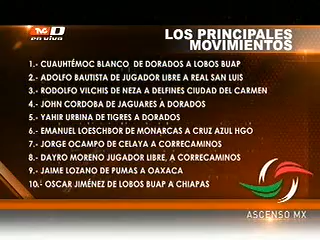 TVC D
en vivo
LOS PRINCIPALES
MOVIMIENTOS
1.- CUAUHTÉMOC BLANCO DE DORADOS A LOBOS BUAP
2.- ADOLFO BAUTISTA DE JUGADOR LIBRE A REAL SAN LUIS
3.- RODOLFO VILCHIS DE NEZA A DELFINES CIUDAD DEL CARMEN
4.- JOHN CORDOBA DE JAGUARES A DORADOS
5.- YAHIR URBINA DE TIGRES A DORADOS
6.- EMANUEL LOESCHBOR DE MONARCAS A CRUZ AZUL HGO
7.- JORGE OCAMPO DE CELAYA A CORRECAMINOS
8.- DAYRO MORENO JUGADOR LIBRE, A CORRECAMINOS
9.- JAIME LOZANO DE PUMAS A OAXACA
10.- OSCAR JIMÉNEZ DE LOBOS BUAP A CHIAPAS
ASCENSO MX